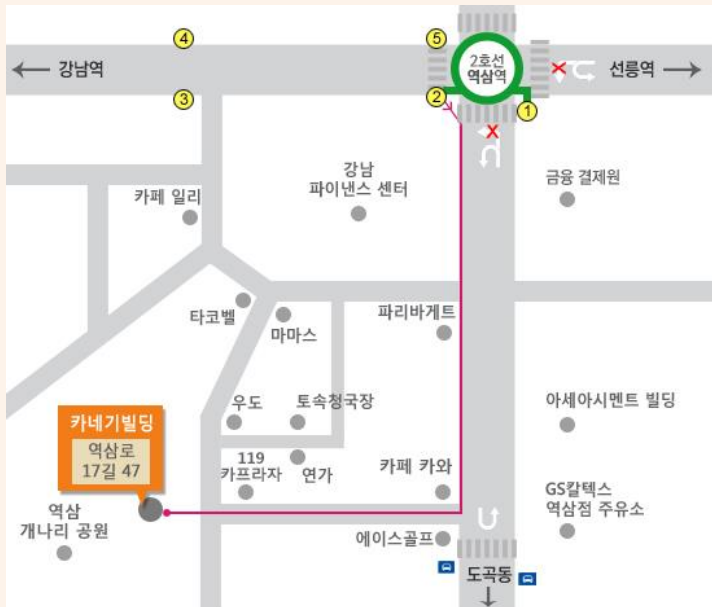 ④
⑤
2호선
역삼역
강남역
선릉역
③
②
①
강남
파이낸스 센터
금융 결제원
카페 일리
타코벨
마마스
파리바게트
우도
토속청국장
아세아시멘트 빌딩
카네기빌딩
역삼로
17길 47
119
카프라자
연가
카페 카와
GS칼텍스
역삼점 주유소
역삼
개나리 공원
에이스골프
도곡동